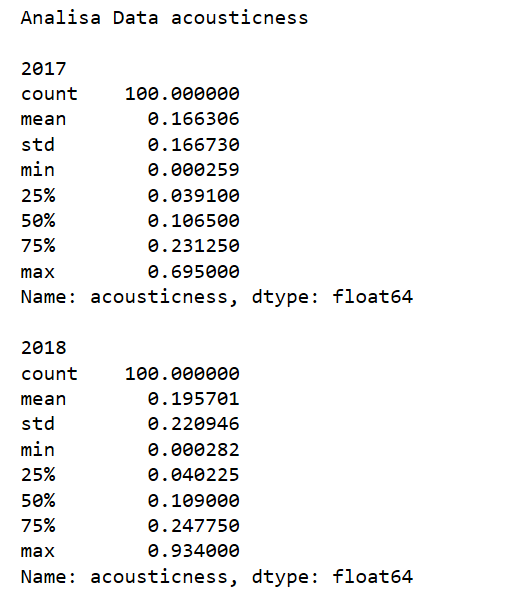 Analisa Data acousticness
2017
count 100.000000
mean 0.166306
std 0.166730
min 0.000259
25% 0.039100
50% 0.106500
75% 0.231250
max 0.695000
Name: acousticness, dtype: float64
2018
count 100.000000
mean 0.195701
std 0.220946
min 0.000282
25% 0.040225
50% 0.109000
75% 0.247750
max 0.934000
Name: acousticness, dtype: float64